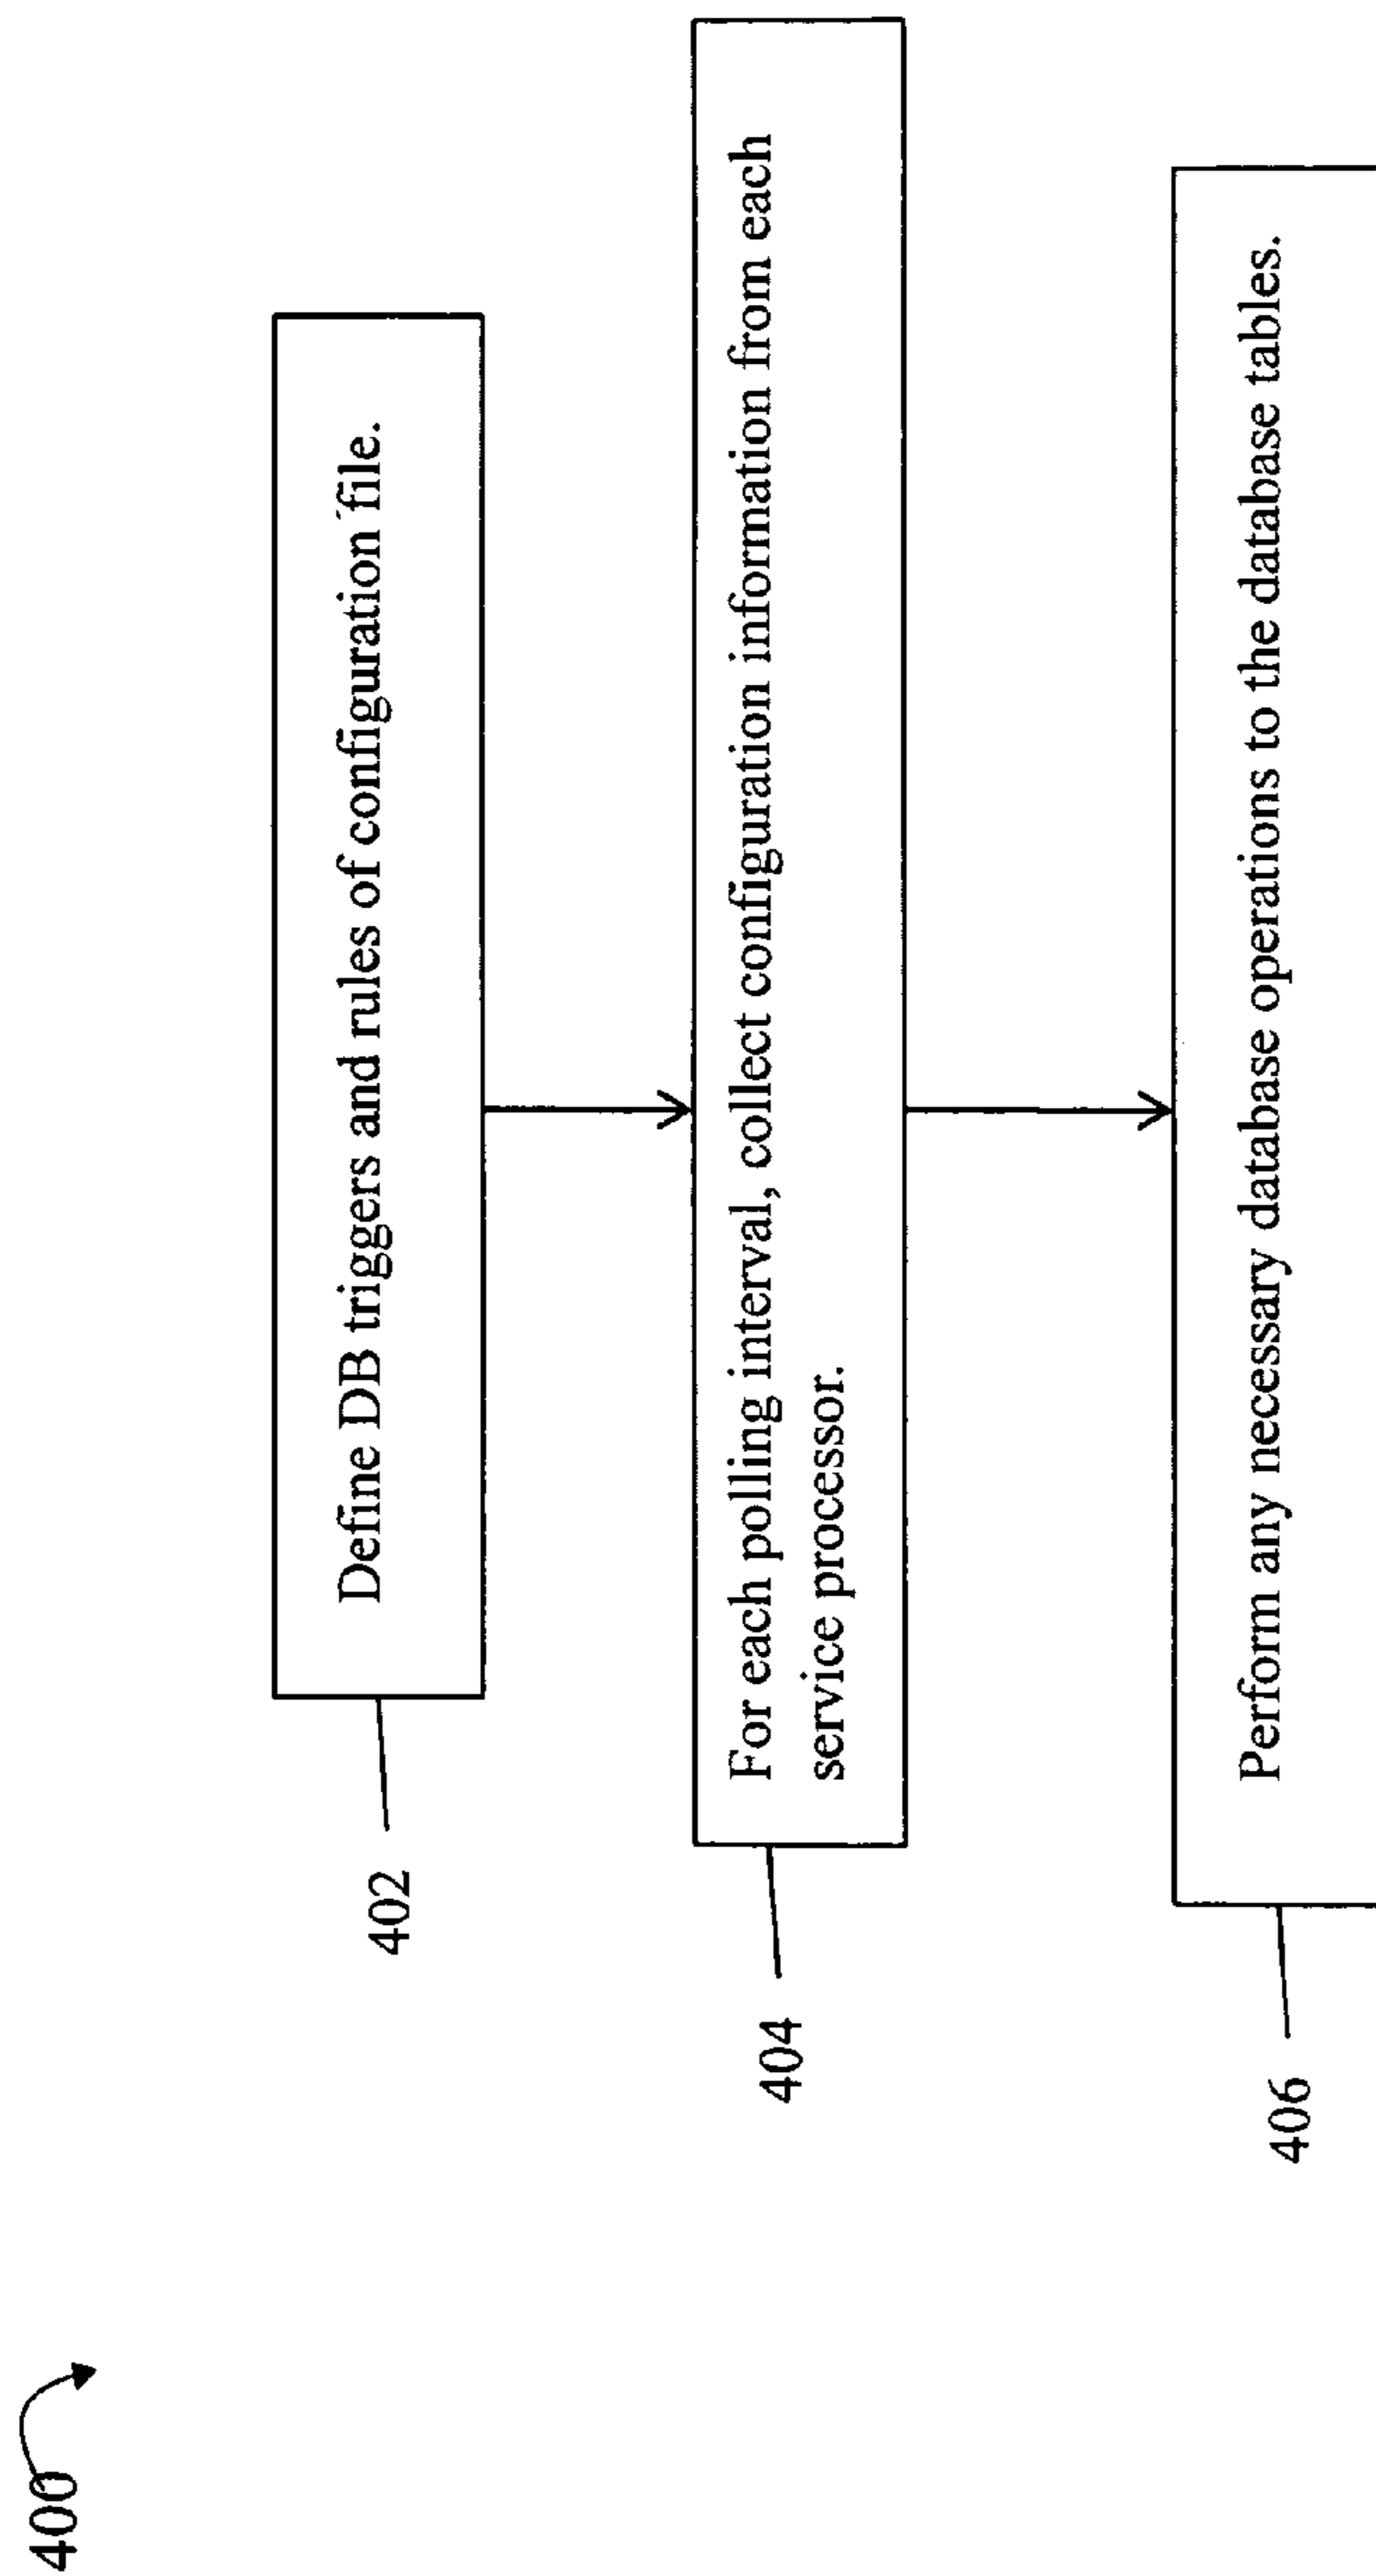 400
402
Define DB triggers and rules of configuration file.
404
For each polling interval, collect configuration information from each
service processor.
406
Perform any necessary database operations to the database tables.